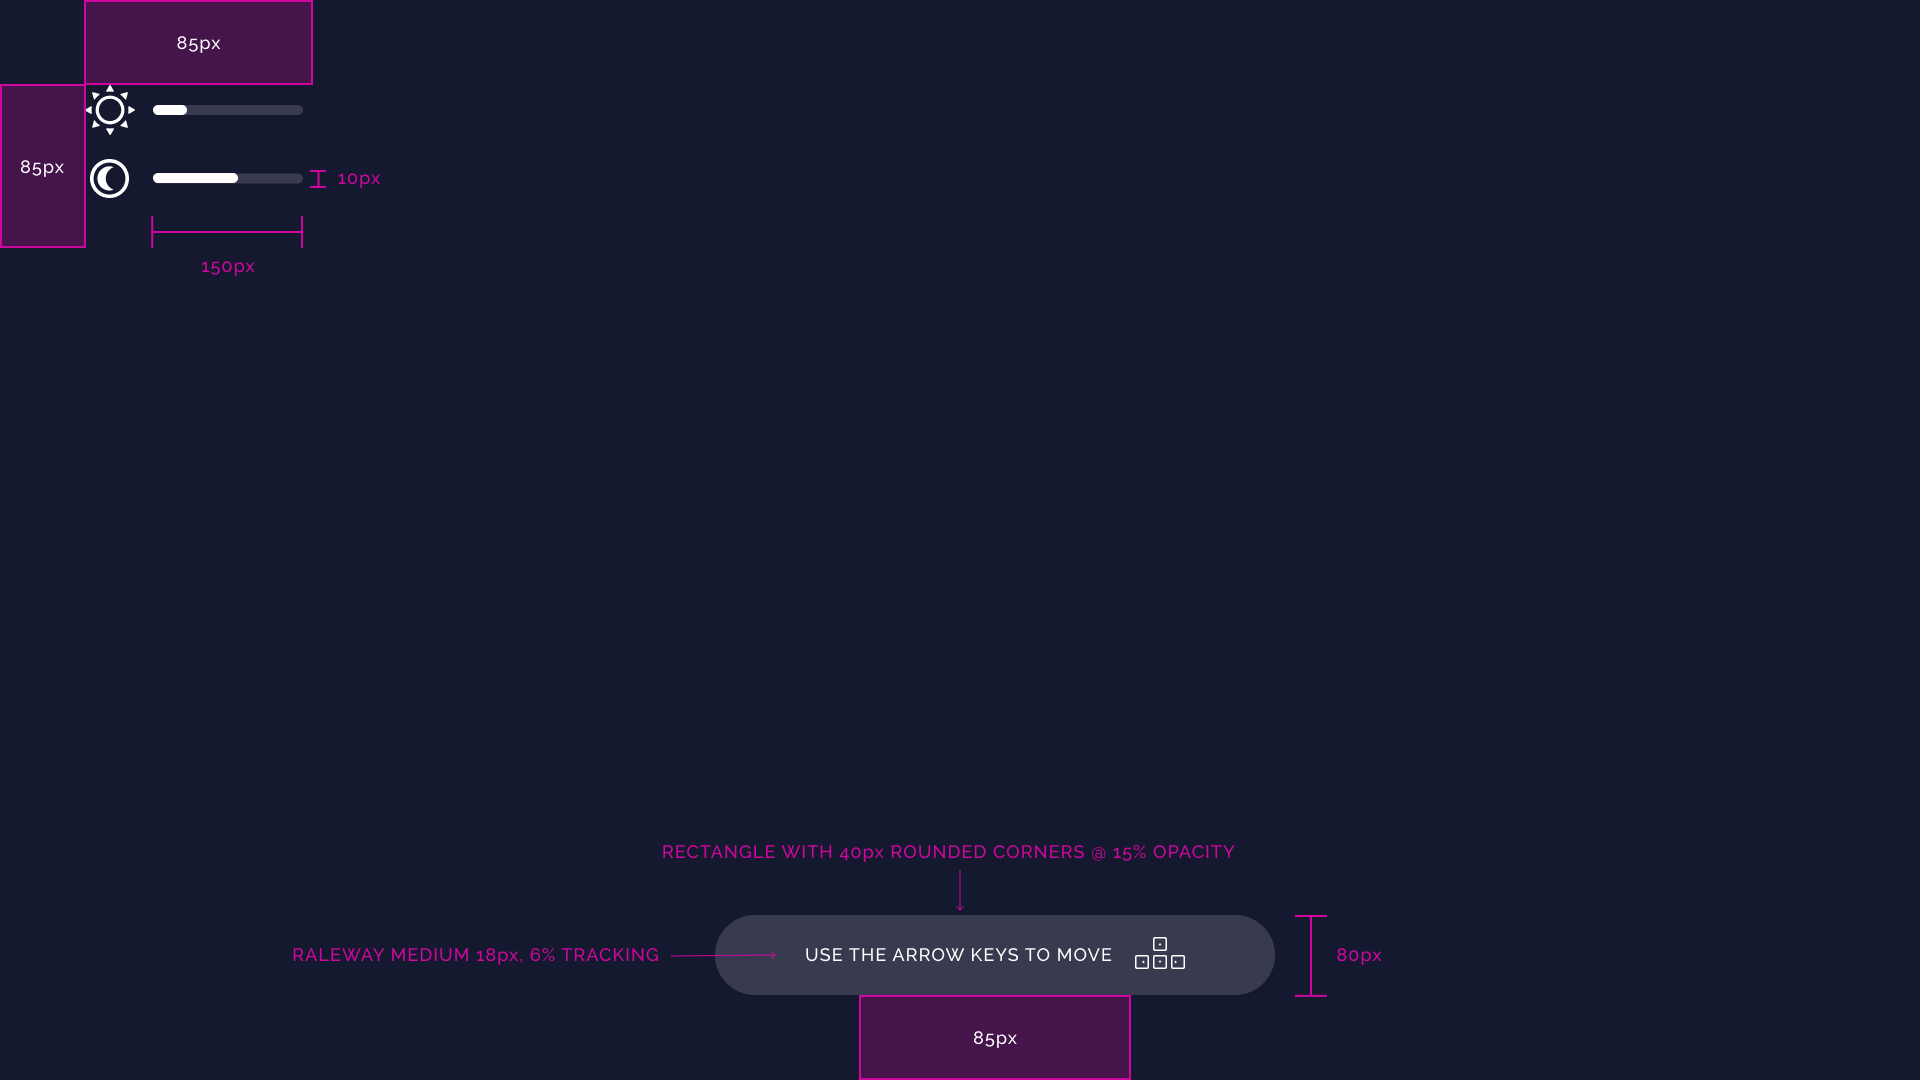 85px
85px
10px
150px
RECTANGLE WITH 40px ROUNDED CORNERS @ 15% OPACITY
RALEWAY MEDIUM 18px, 6% TRACKING
USE THE ARROW KEYS TO MOVE
80px
85px